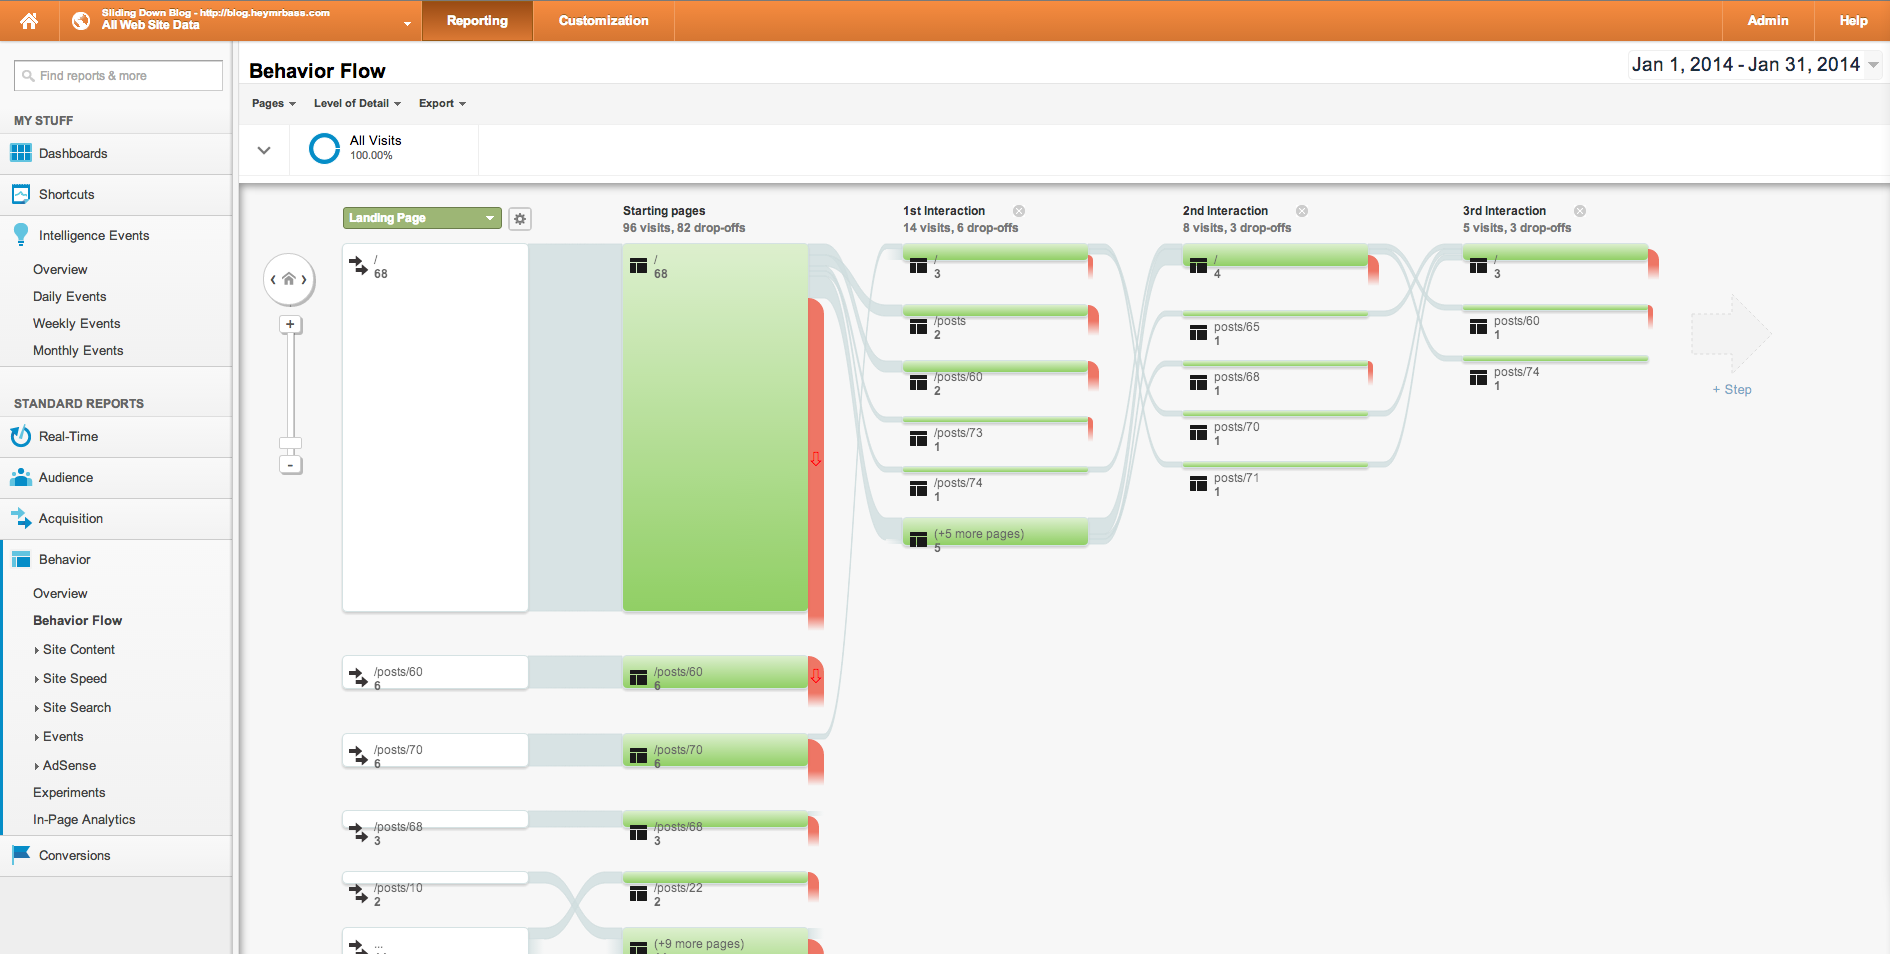 Sliding Down Blog - http://blog.heymrbass.com
All Web Site Data
Reporting
Customization
Admin
Help
Find reports & more
MY STUFF
Dashboards
Shortcuts
Intelligence Events
Overview
Daily Events
Weekly Events
Monthly Events
STANDARD REPORTS
Real-Time
Audience
Acquisition
Behavior
Overview
Behavior Flow
Site Content
Site Speed
Site Search
Events
AdSense
Experiments
In-Page Analytics
Conversions
Behavior Flow
Jan 1, 2014 - Jan 31, 2014
Pages
Level of Detail
Export
All Visits
100.00%
+
-
Landing Page
/
68
/posts/60
6
/posts/70
6
/posts/68
3
/posts/10
2
...
Starting pages
96 visits, 82 drop-offs
/
68
/posts/60
6
/posts/70
6
/posts/68
3
/posts/22
2
(+9 more pages)
1st Interaction
14 visits, 6 drop-offs
/
3
/posts
2
/posts/60
2
/posts/73
1
/posts/74
1
(+5 more pages)
5
2nd Interaction
8 visits, 3 drop-offs
/
4
posts/65
1
/posts/68
1
posts/70
1
posts/71
1
3rd Interaction
5 visits, 3 drop-offs
/
3
posts/60
1
posts/74
1
+ Step